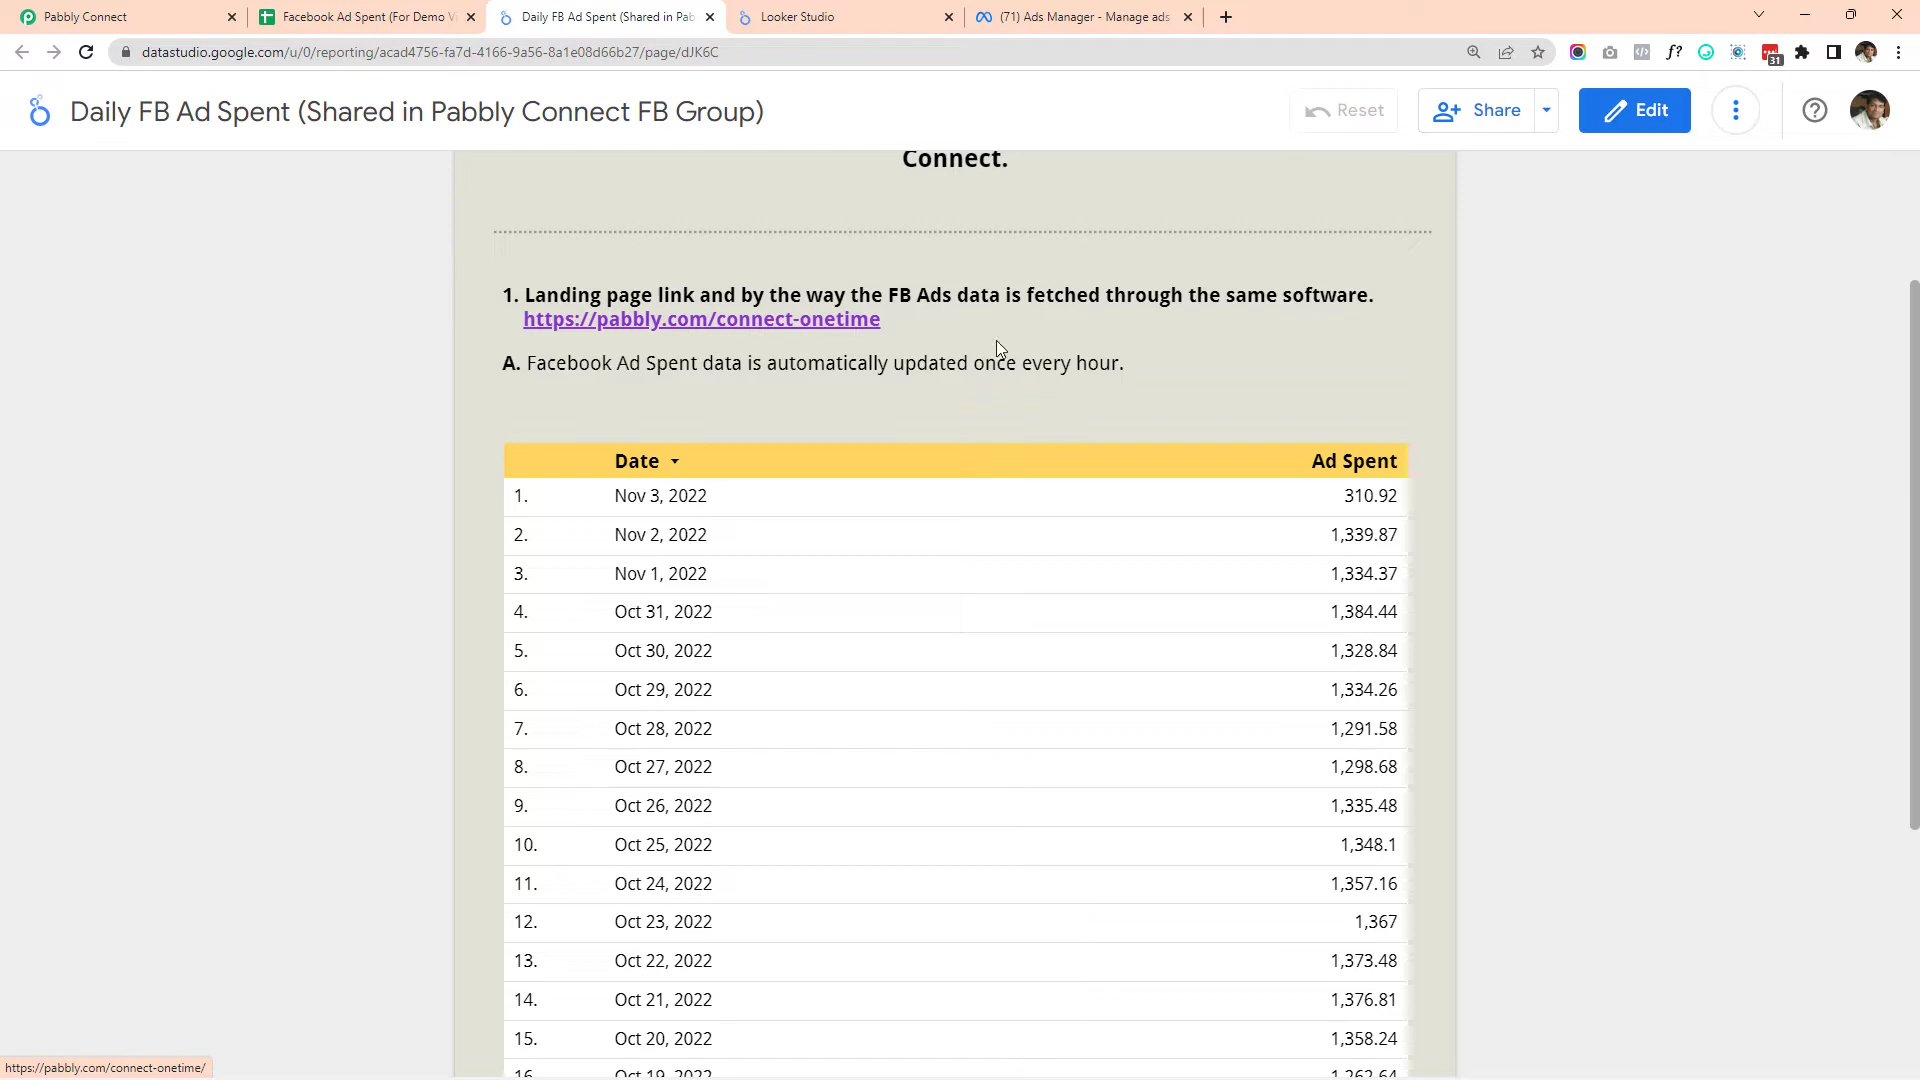 Pabbly Connect
Facebook Ad Spent (For Demo Vi
Daily FB Ad Spent (Shared in Pab
Looker Studio
(71) Ads Manager - Manage ads
datastudio.google.com/u/0/reporting/acad4756-fa7d-4166-9a56-8a1e08d66b27/page/dJK6C
f?
31
Daily FB Ad Spent (Shared in Pabbly Connect FB Group)
Reset
Share
Edit
Connect.
1. Landing page link and by the way the FB Ads data is fetched through the same software.
https://pabbly.com/connect-onetime
A. Facebook Ad Spent data is automatically updated once every hour.
Date Ad Spent
1. Nov 3, 2022 310.92
2. Nov 2, 2022 1,339.87
3. Nov 1, 2022 1,334.37
4. Oct 31, 2022 1,384.44
5. Oct 30, 2022 1,328.84
6. Oct 29, 2022 1,334.26
7. Oct 28, 2022 1,291.58
8. Oct 27, 2022 1,298.68
9. Oct 26, 2022 1,335.48
10. Oct 25, 2022 1,348.1
11. Oct 24, 2022 1,357.16
12. Oct 23, 2022 1,367
13. Oct 22, 2022 1,373.48
14. Oct 21, 2022 1,376.81
15. Oct 20, 2022 1,358.24
16. Oct 19, 2022 1,262.64
https://pabbly.com/connect-onetime/